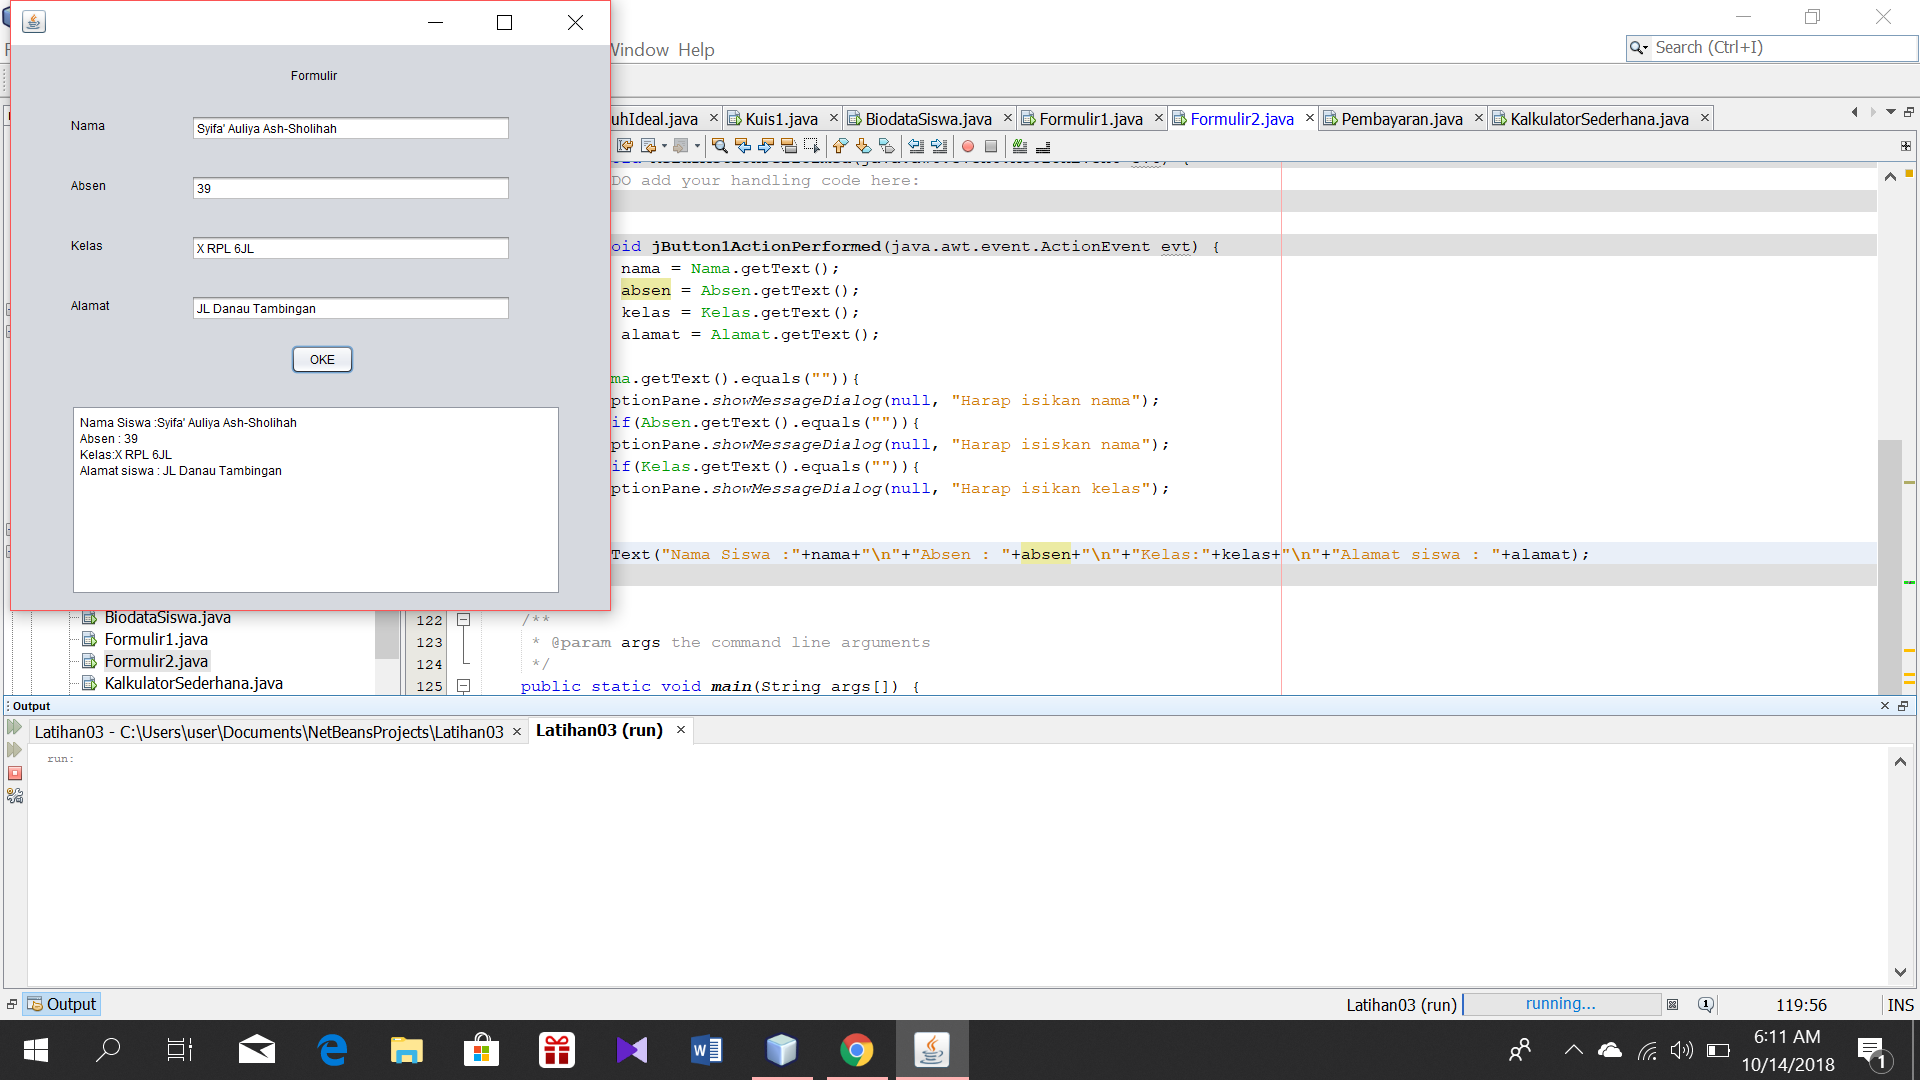 Formulir
Nama
Syifa' Auliya Ash-Sholihah
Absen
39
Kelas
X RPL 6JL
Alamat
JL Danau Tambingan
OKE
Nama Siswa :Syifa' Auliya Ash-Sholihah
Absen : 39
Kelas:X RPL 6JL
Alamat siswa : JL Danau Tambingan
Window Help
Search (Ctrl+I)
uhIdeal.java
Kuis1.java
BiodataSiswa.java
Formulir1.java
Formulir2.java
Pembayaran.java
KalkulatorSederhana.java
DO add your handling code here:
oid jButton1ActionPerformed(java.awt.event.ActionEvent evt) {
nama = Nama.getText();
absen = Absen.getText();
kelas = Kelas.getText();
alamat = Alamat.getText();
ma.getText().equals("")){
ptionPane.showMessageDialog(null, "Harap isikan nama");
if(Absen.getText().equals("")){
ptionPane.showMessageDialog(null, "Harap isiskan nama");
if(Kelas.getText().equals("")){
ptionPane.showMessageDialog(null, "Harap isikan kelas");
Text("Nama Siswa :"+nama+"\n"+"Absen : "+absen+"\n"+"Kelas:"+kelas+"\n"+"Alamat siswa : "+alamat);
BiodataSiswa.java
Formulir1.java
Formulir2.java
KalkulatorSederhana.java
122 /**
123 * @param args the command line arguments
124 */
125 public static void main(String args[]) {
Output
Latihan03 - C:\Users\user\Documents\NetBeansProjects\Latihan03
Latihan03 (run)
run:
Output
Latihan03 (run)
running...
119:56
INS
6:11 AM
10/14/2018
1